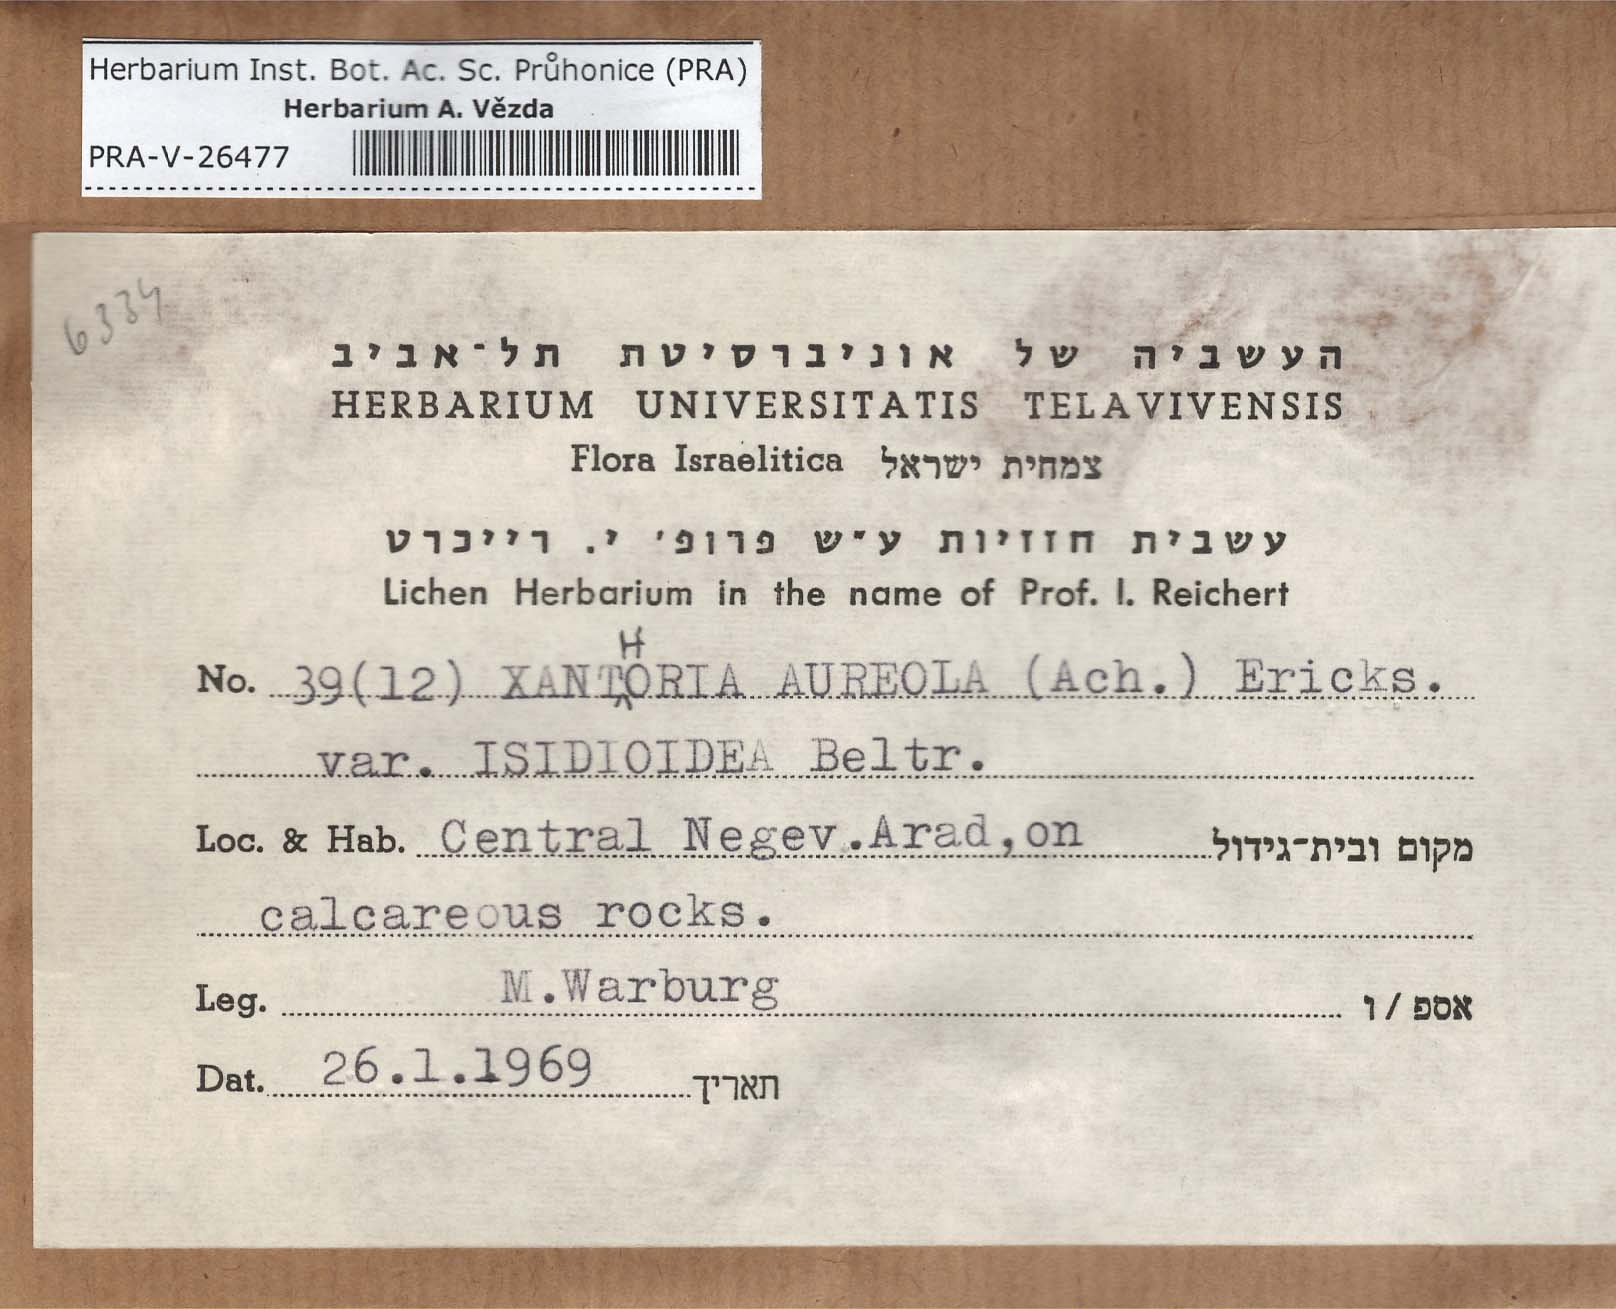 Herbarium Inst. Bot. Ac. Sc. Průhonice (PRA)
Herbarium A. Vězda
PRA-V-26477
6334
העשביה של אוניברסיטת תל־אביב
HERBARIUM UNIVERSITATIS TELAVIVENSIS
Flora Israelitica צמחית ישראל
עשבית חזזיות ע״ש פרופ׳ י. רייכרט
Lichen Herbarium in the name of Prof. I. Reichert
No. 39(12) XANTHORIA AUREOLA (Ach.) Ericks.
var. ISIDIOIDEA Beltr.
Loc. & Hab. Central Negev.Arad,on מקום ובית־גידול
calcareous rocks.
Leg. M.Warburg אספ/ו
Dat. 26.1.1969 תאריך